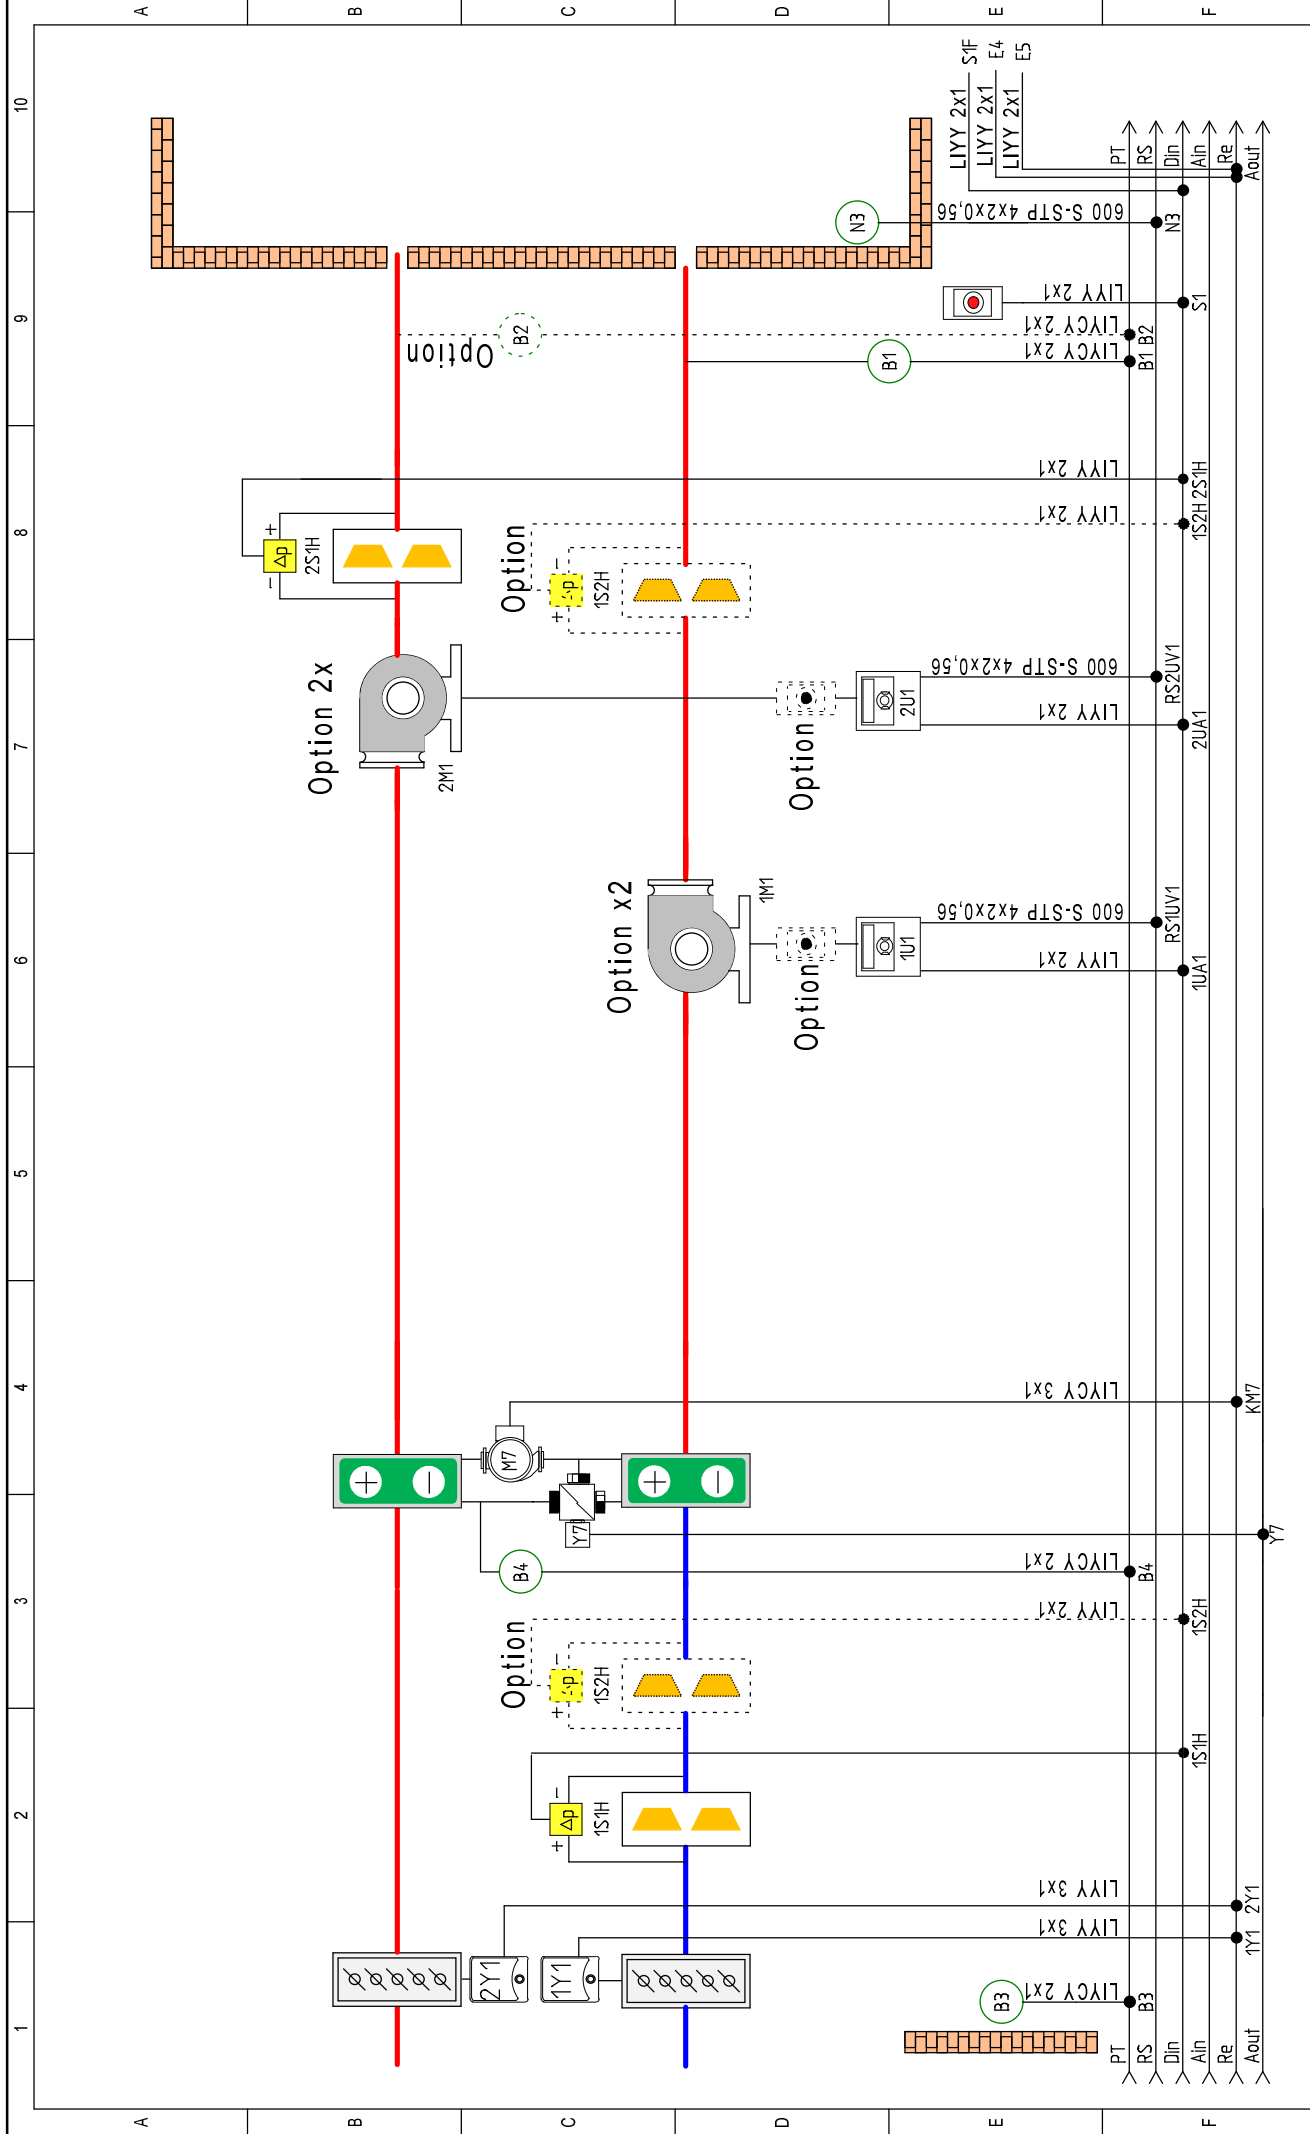 A
B
C
D
E
F
10
9
8
7
6
5
4
3
2
1
S1F
E4
E5
LIYY 2x1
LIYY 2x1
LIYY 2x1
PT
RS
Din
Ain
Re
Aout
N3
600 S-STP 4x2x0,56
N3
LIYY 2x1
S1
B2
Option
LIYCY 2x1
B2
B1
LIYCY 2x1
B1
+
Δp
-
2S1H
LIYY 2x1
2S1H
Option
-
Δp
+
1S2H
LIYY 2x1
1S2H
Option 2x
2M1
Option
2U1
600 S-STP 4x2x0,56
RS2UV1
LIYY 2x1
2UA1
Option x2
1M1
Option
1U1
600 S-STP 4x2x0,56
RS1UV1
LIYY 2x1
1UA1
LIYCY 3x1
KM7
M7
+
-
+
-
Y7
Y7
B4
LIYCY 2x1
B4
Option
-
Δp
+
1S2H
LIYY 2x1
1S2H
-
Δp
+
1S1H
1S1H
LIYY 3x1
2Y1
LIYY 3x1
1Y1
2Y1
1Y1
B3
LIYCY 2x1
B3
PT
RS
Din
Ain
Re
Aout
A
B
C
D
E
F